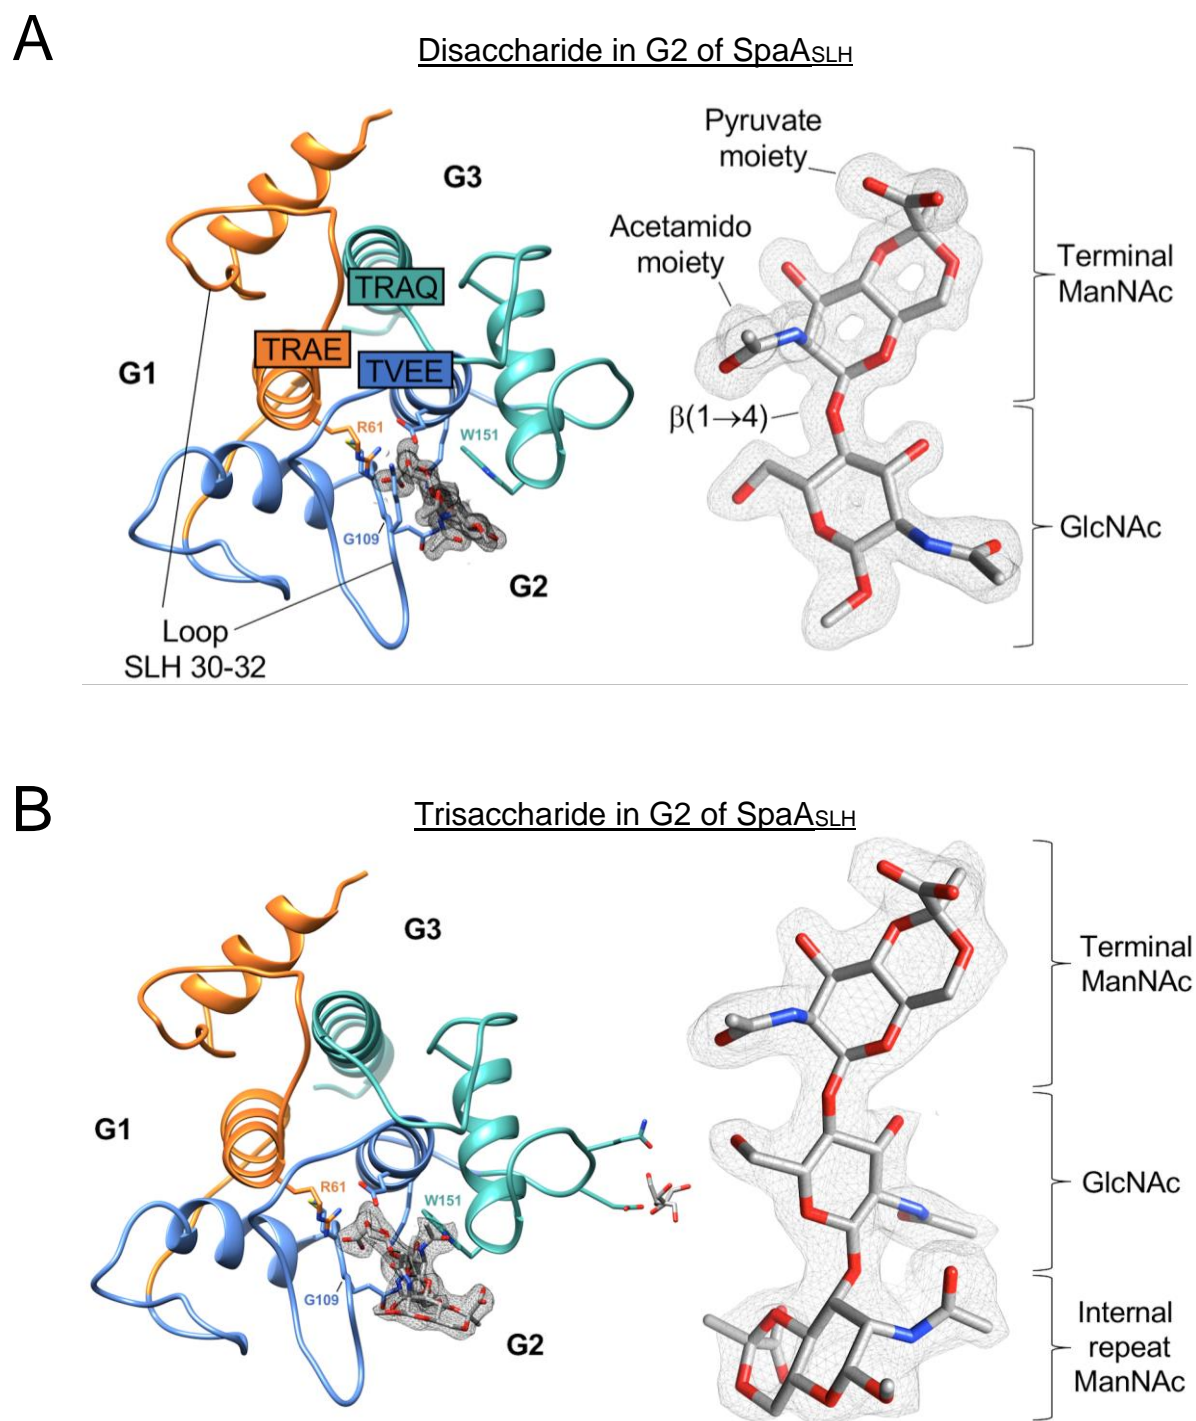 A
Disaccharide in G2 of SpaASLH
G3
TRAQ
TRAE
TVEE
G1
R61
W151
G109
G2
Loop
SLH 30-32
Pyruvate
moiety
Acetamido
moiety
β(1→4)
Terminal
ManNAc
GlcNAc
B
Trisaccharide in G2 of SpaASLH
G3
G1
R61
W151
G109
G2
Terminal
ManNAc
GlcNAc
Internal
repeat
ManNAc